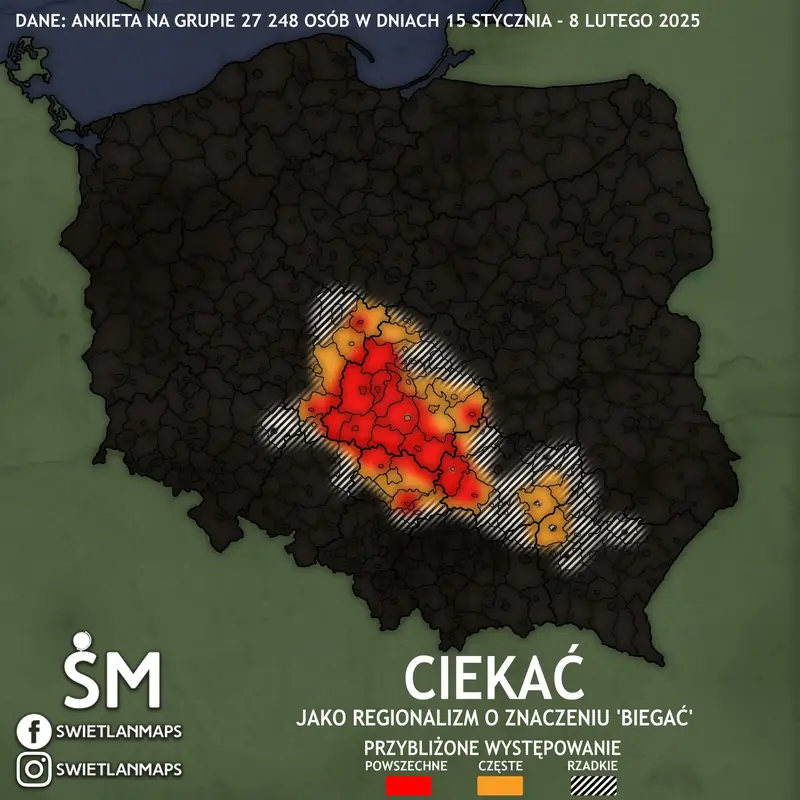 DANE: ANKIETA NA GRUPIE 27 248 OSÓB W DNIACH 15 STYCZNIA - 8 LUTEGO 2025
ŚM
SWIETLANMAPS
SWIETLANMAPS
CIEKAĆ
JAKO REGIONALIZM O ZNACZENIU 'BIEGAĆ'
PRZYBLIŻONE WYSTĘPOWANIE
POWSZECHNE CZĘSTE RZADKIE